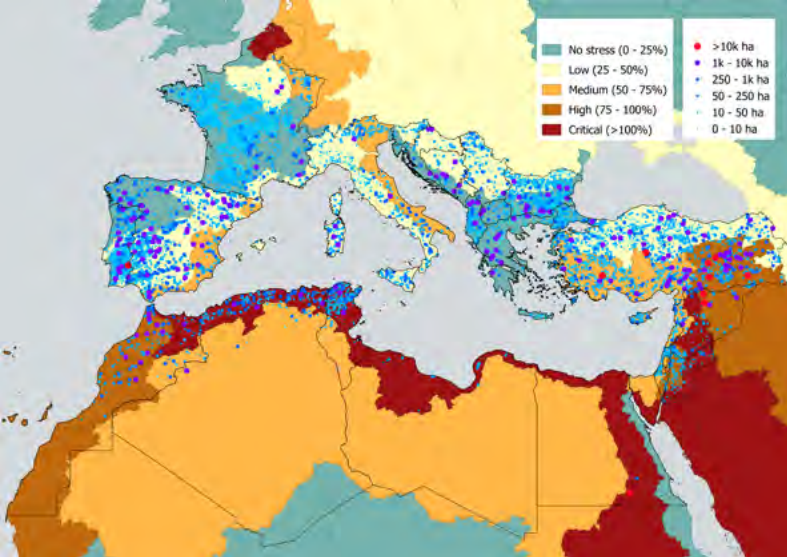 No stress (0 - 25%)
Low (25 - 50%)
Medium (50 - 75%)
High (75 - 100%)
Critical (>100%)
>10k ha
1k - 10k ha
250 - 1k ha
50 - 250 ha
10 - 50 ha
0 - 10 ha